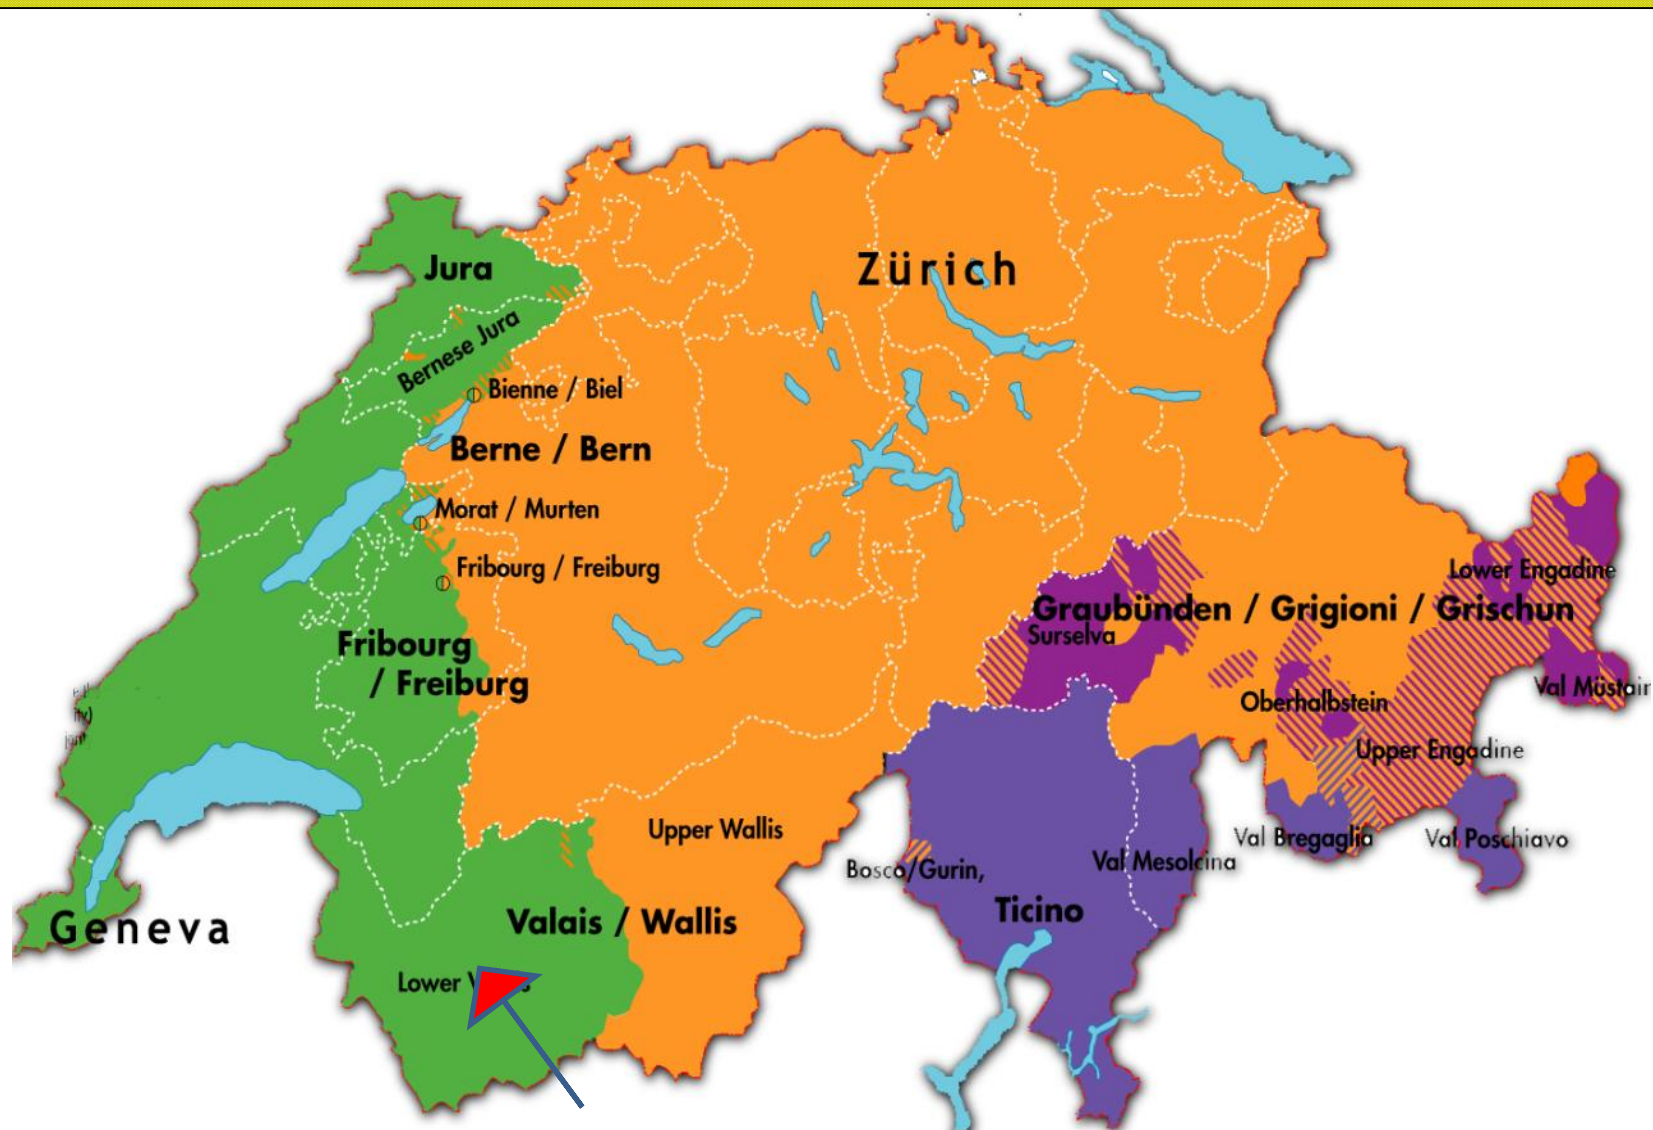 Jura
Zürich
Bernese Jura
Bienne / Biel
Berne / Bern
Morat / Murten
Fribourg / Freiburg
Lower Engadine
Graubünden / Grigioni / Grischun
Surselva
Fribourg
/ Freiburg
Val Müstair
Oberhalbstein
Upper Engadine
Upper Wallis
Val Bregaglia
Val Poschiavo
Bosco/Gurin,
Val Mesolcina
Ticino
Valais / Wallis
Geneva
Lower